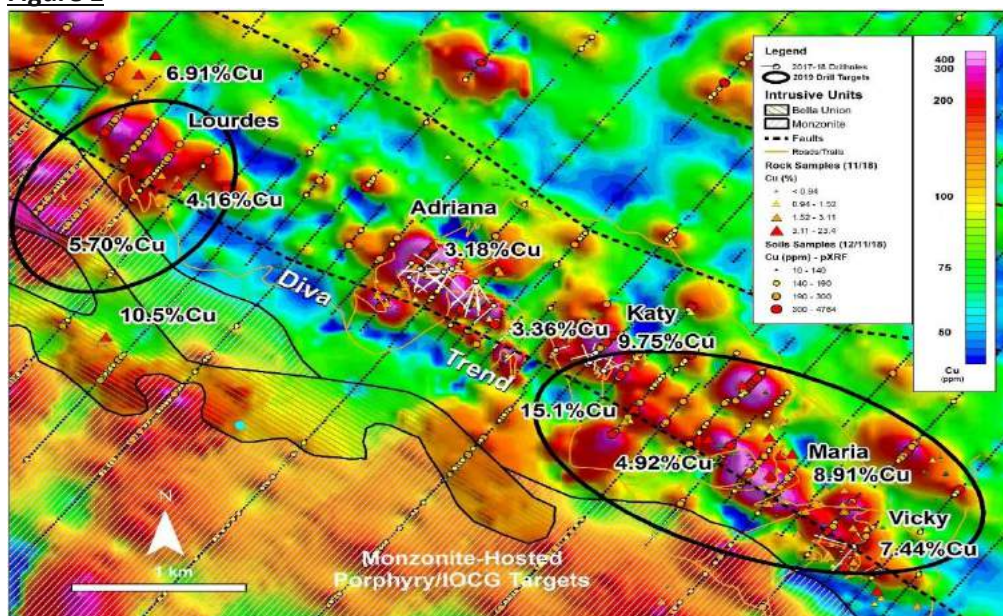 Figure 2
6.91%Cu
Lourdes
4.16%Cu
5.70%Cu
10.5%Cu
Adriana
3.18%Cu
Diva
Trend
3.36%Cu
Katy
9.75%Cu
15.1%Cu
4.92%Cu
Maria
8.91%Cu
Vicky
7.44%Cu
Monzonite-Hosted
Porphyry/IOCG Targets
N
1 km
Legend
2017-18 Drillholes
2019 Drill Targets
Intrusive Units
Bella Union
Monzonite
Faults
Roads/Trails
Rock Samples (11/18)
Cu (%)
< 0.94
0.94 - 1.52
1.52 - 3.11
3.11 - 23.4
Soils Samples (12/11/18)
Cu (ppm) - pXRF
10 - 140
140 - 190
190 - 300
300 - 4784
400
300
200
100
75
50
Cu
(ppm)